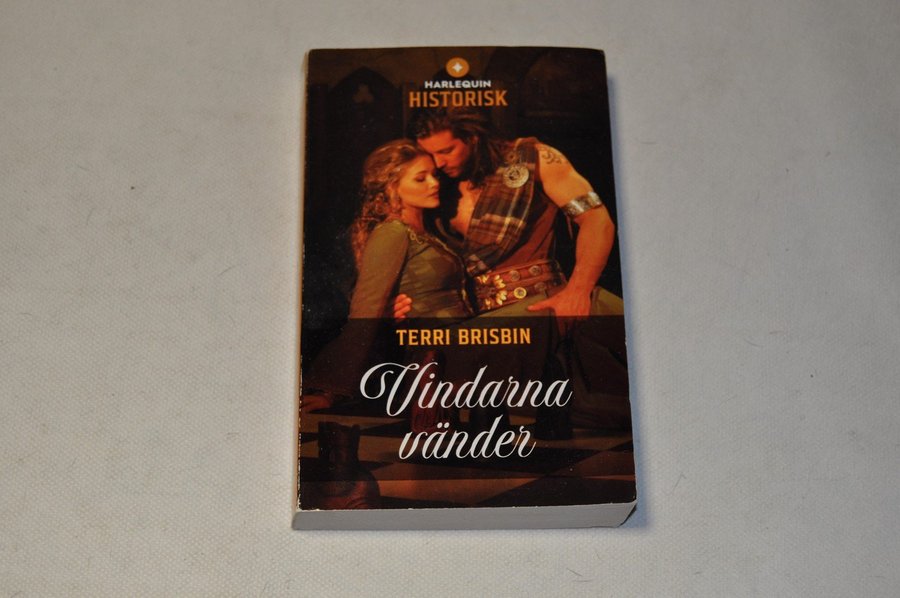 HARLEQUIN
HISTORISK
TERRI BRISBIN
Vindarna
vänder